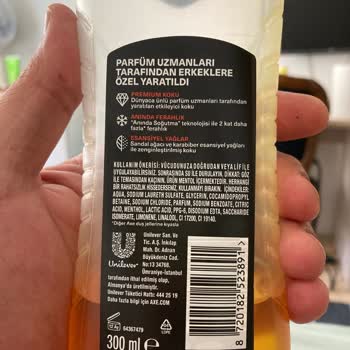 PARFÜM UZMANLARI
TARAFINDAN ERKEKLERE
ÖZEL YARATILDI
PREMIUM KOKU
Dünyaca ünlü parfüm uzmanları tarafından
yaratılan etkileyici koku
ANINDA FERAHLIK
"Anında Soğutma" teknolojisi ile 2 kat daha
fazla* ferahlık
ESANSİYEL YAĞLAR
Sandal ağacı ve karabiber esansiyel yağları
ile zenginleştirilmiş koku
KULLANIM ÖNERİSİ: VÜCUDUNUZA DOĞRUDAN VEYA LİF İLE
UYGULAYABİLİRSİNİZ. SONRASINDA SU İLE DURULAYIN. DİKKAT: GÖZ
İLE TEMASINDAN KAÇININ. ÜRÜN MENTOL İÇERMEKTEDİR. HERHANGİ
BİR RAHATSIZLIK HİSSEDERSENİZ, KULLANMAYI BIRAKIN. İÇİNDEKİLER:
AQUA, SODIUM LAURETH SULFATE, GLYCERIN, COCAMIDOPROPYL
BETAINE, SODIUM CHLORIDE, PARFUM, SODIUM BENZOATE, CITRIC
ACID, MENTHOL, LACTIC ACID, PPG-9, DISODIUM EDTA, SACCHARATE
ISOMERATE, LIMONENE, LINALOOL, CI 17200, CI 19140.
*Diğer Axe duş jellerine kıyasla
Unilever San. Ve
Tic. A.Ş. İnkılap
Mah. Dr. Adnan
Büyükdeniz Cad.
No:13 34768,
Ümraniye-İstanbul
Unilever
tarafından ithal edilmiş olup,
Almanya'da üretilmiştir.
Unilever Tüketici Hattı: 444 25 19
Daha fazla bilgi için AXE.COM
64367479
LDPE
300 ml e
8 720182 523891 >